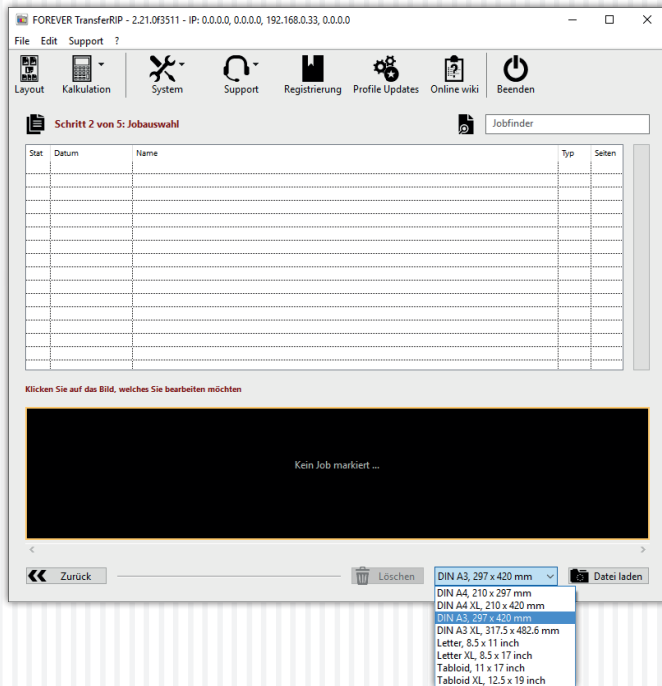 FOREVER TransferRIP - 2.21.0f3511 - IP: 0.0.0.0, 0.0.0.0, 192.168.0.33, 0.0.0.0
File Edit Support ?
Layout Kalkulation System Support Registrierung Profile Updates Online wiki Beenden
Schritt 2 von 5: Jobauswahl Jobfinder
Stat Datum Name Typ Seiten
Klicken Sie auf das Bild, welches Sie bearbeiten möchten
Kein Job markiert ...
Zurück Löschen DIN A3, 297 x 420 mm Datei laden
DIN A4, 210 x 297 mm
DIN A4 XL, 210 x 420 mm
DIN A3, 297 x 420 mm
DIN A3 XL, 317.5 x 482.6 mm
Letter, 8.5 x 11 inch
Letter XL, 8.5 x 17 inch
Tabloid, 11 x 17 inch
Tabloid XL, 12.5 x 19 inch